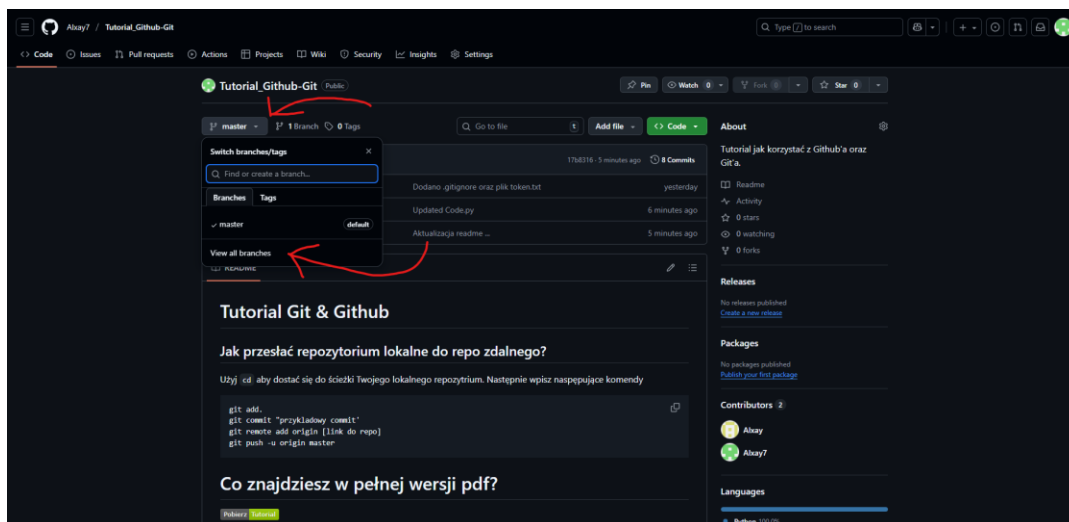 Alxay7 / Tutorial_Github-Git
Type / to search
Code Issues Pull requests Actions Projects Wiki Security Insights Settings
Tutorial_Github-Git Public
Pin Watch 0 Fork 0 Star 0
master 1 Branch 0 Tags
Go to file t Add file Code
Switch branches/tags
Find or create a branch...
Branches Tags
master default
View all branches
17b8316 · 5 minutes ago 8 Commits
Dodano .gitignore oraz plik token.txt yesterday
Updated Code.py 6 minutes ago
Aktualizacja readme ... 5 minutes ago
README
Tutorial Git & Github
Jak przesłać repozytorium lokalne do repo zdalnego?
Użyj cd aby dostać się do ścieżki Twojego lokalnego repozytrium. Następnie wpisz naspępujące komendy
git add.
git commit "przykladowy commit'
git remote add origin [link do repo]
git push -u origin master
Co znajdziesz w pełnej wersji pdf?
Pobierz Tutorial
About
Tutorial jak korzystać z Github'a oraz
Git'a.
Readme
Activity
0 stars
0 watching
0 forks
Releases
No releases published
Create a new release
Packages
No packages published
Publish your first package
Contributors 2
Alxay
Alxay7
Languages
Python 100.0%